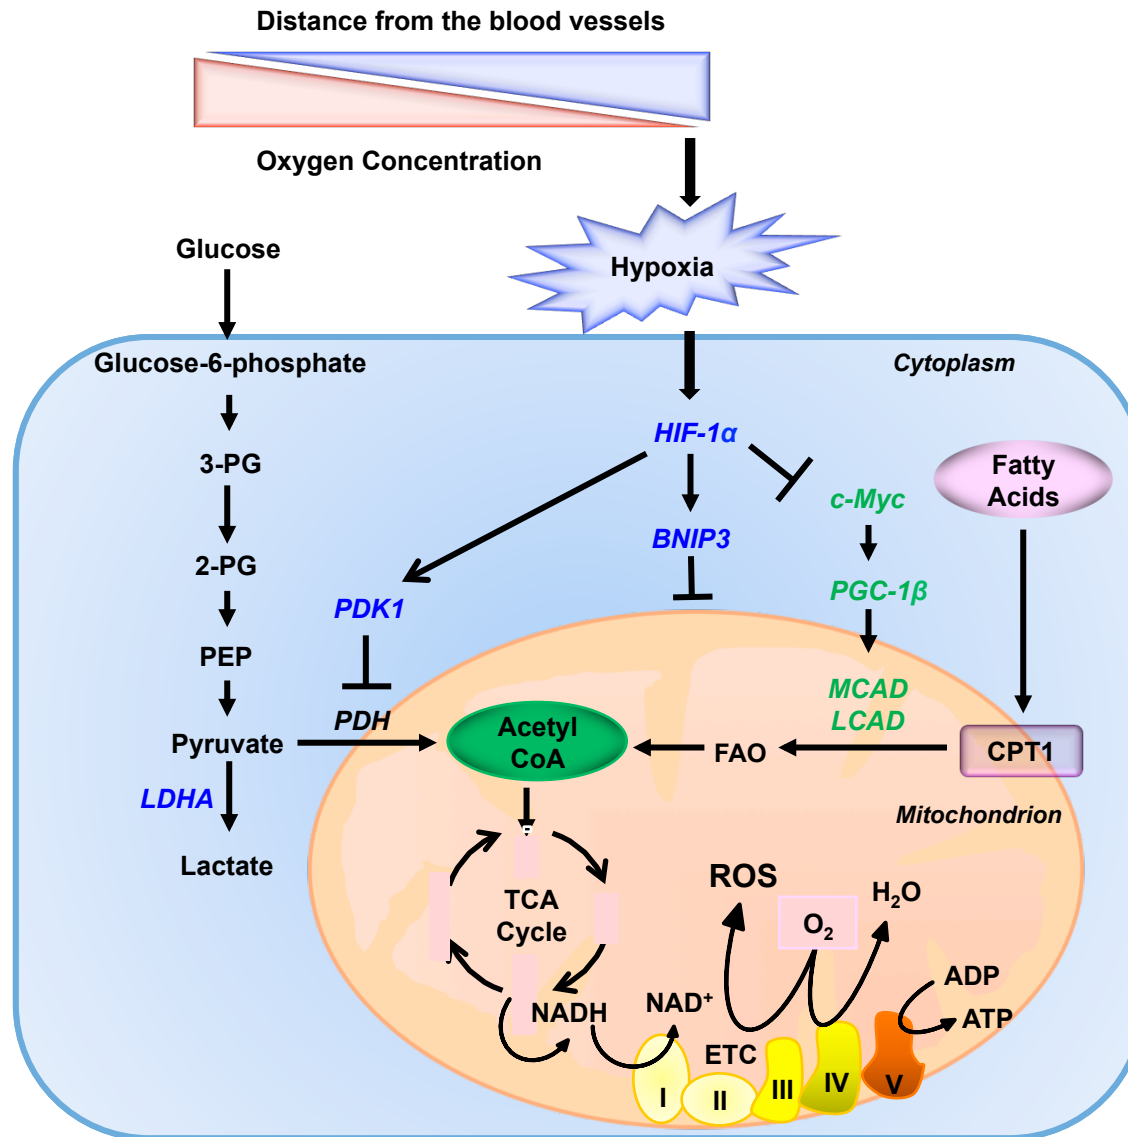 Distance from the blood vessels
Oxygen Concentration
Hypoxia
Glucose
Glucose-6-phosphate
3-PG
2-PG
PEP
Pyruvate
LDHA
Lactate
Cytoplasm
HIF-1α
BNIP3
PDK1
PDH
c-Myc
PGC-1β
MCAD
LCAD
Fatty
Acids
CPT1
FAO
Acetyl
CoA
Mitochondrion
TCA
Cycle
NADH
NAD⁺
ROS
O₂
H₂O
ADP
ATP
ETC
I
II
III
IV
V